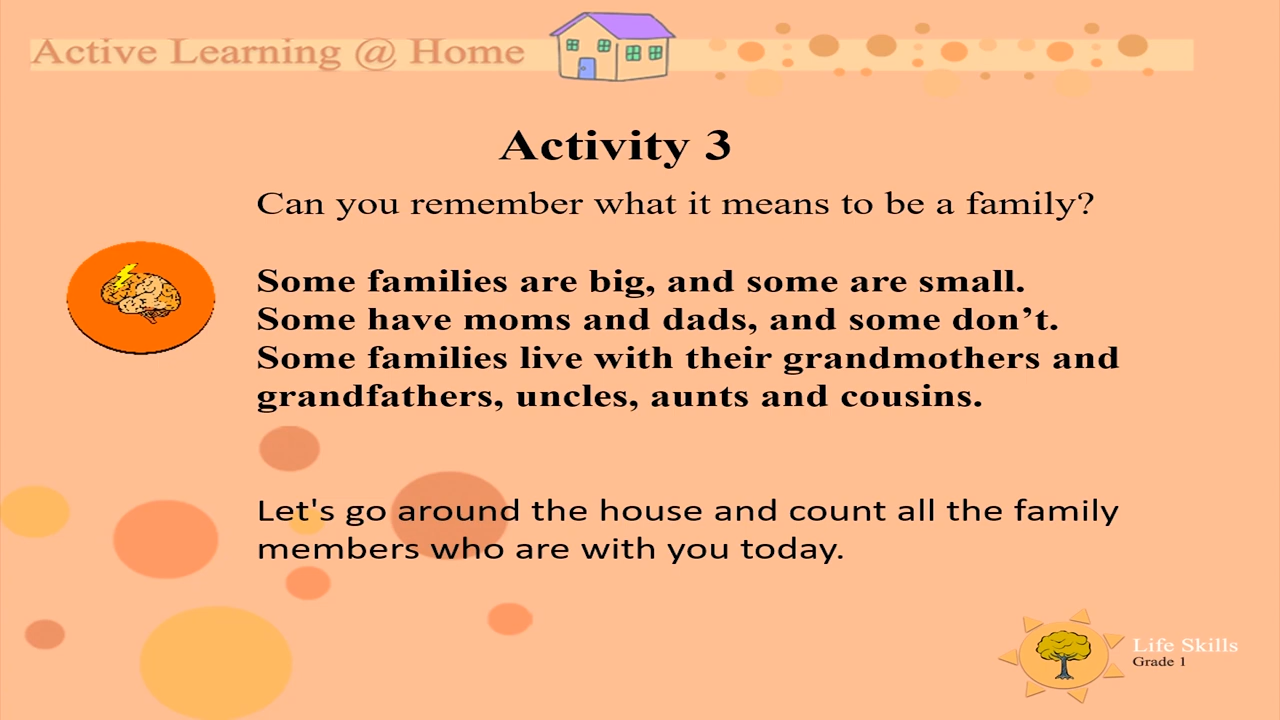 Active Learning @ Home
Activity 3
Can you remember what it means to be a family?
Some families are big, and some are small.
Some have moms and dads, and some don’t.
Some families live with their grandmothers and
grandfathers, uncles, aunts and cousins.
Let's go around the house and count all the family
members who are with you today.
Life Skills
Grade 1